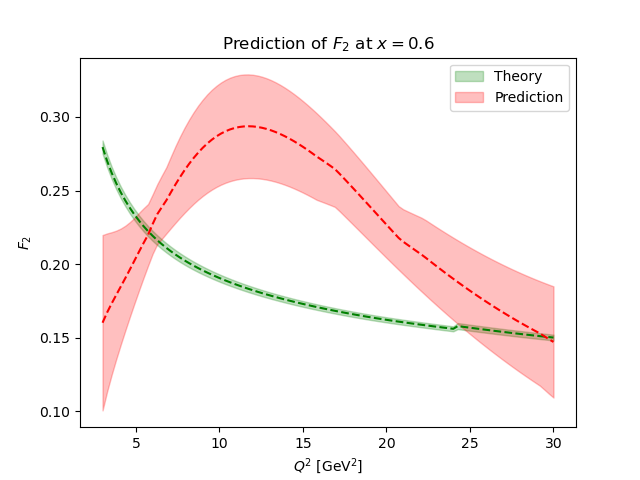 Prediction of F₂ at x = 0.6
Theory
Prediction
0.30
0.25
0.20
0.15
0.10
F₂
5 10 15 20 25 30
Q² [GeV²]